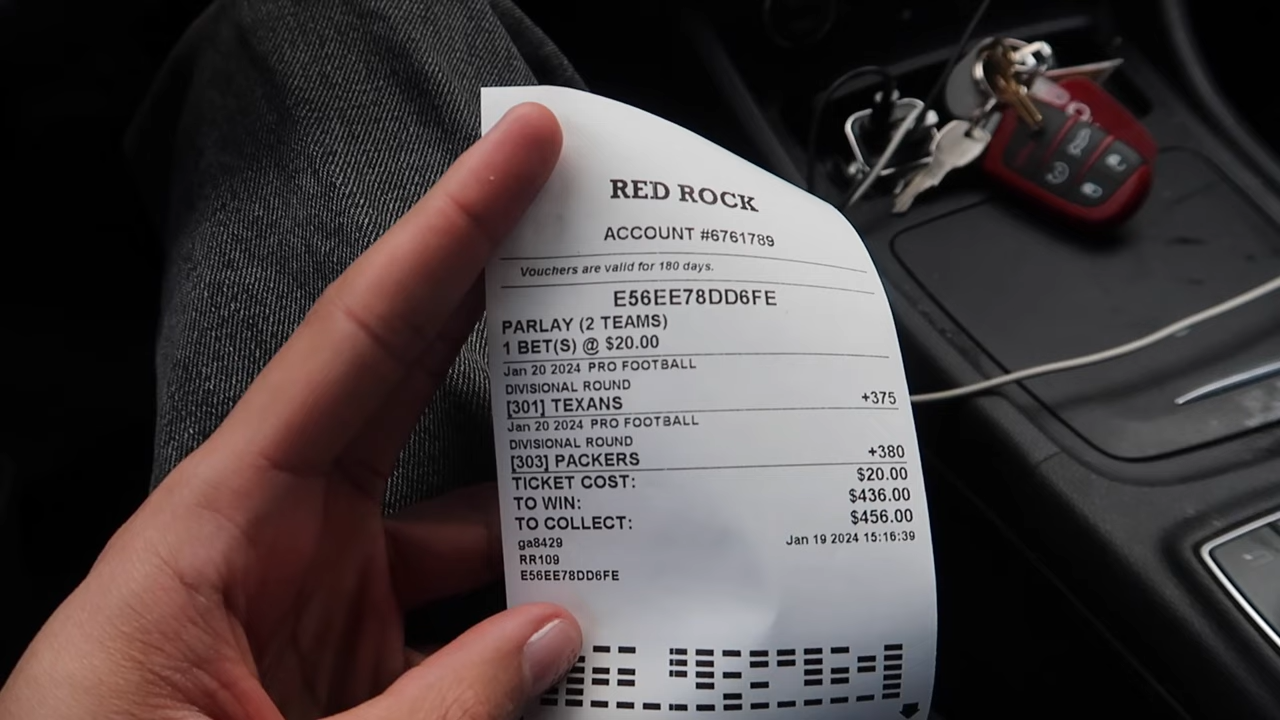 RED ROCK
ACCOUNT #6761789
Vouchers are valid for 180 days.
E56EE78DD6FE
PARLAY (2 TEAMS)
1 BET(S) @ $20.00
Jan 20 2024 PRO FOOTBALL
DIVISIONAL ROUND
[301] TEXANS +375
Jan 20 2024 PRO FOOTBALL
DIVISIONAL ROUND
[303] PACKERS +380
TICKET COST: $20.00
TO WIN: $436.00
TO COLLECT: $456.00
ga8429 Jan 19 2024 15:16:39
RR109
E56EE78DD6FE